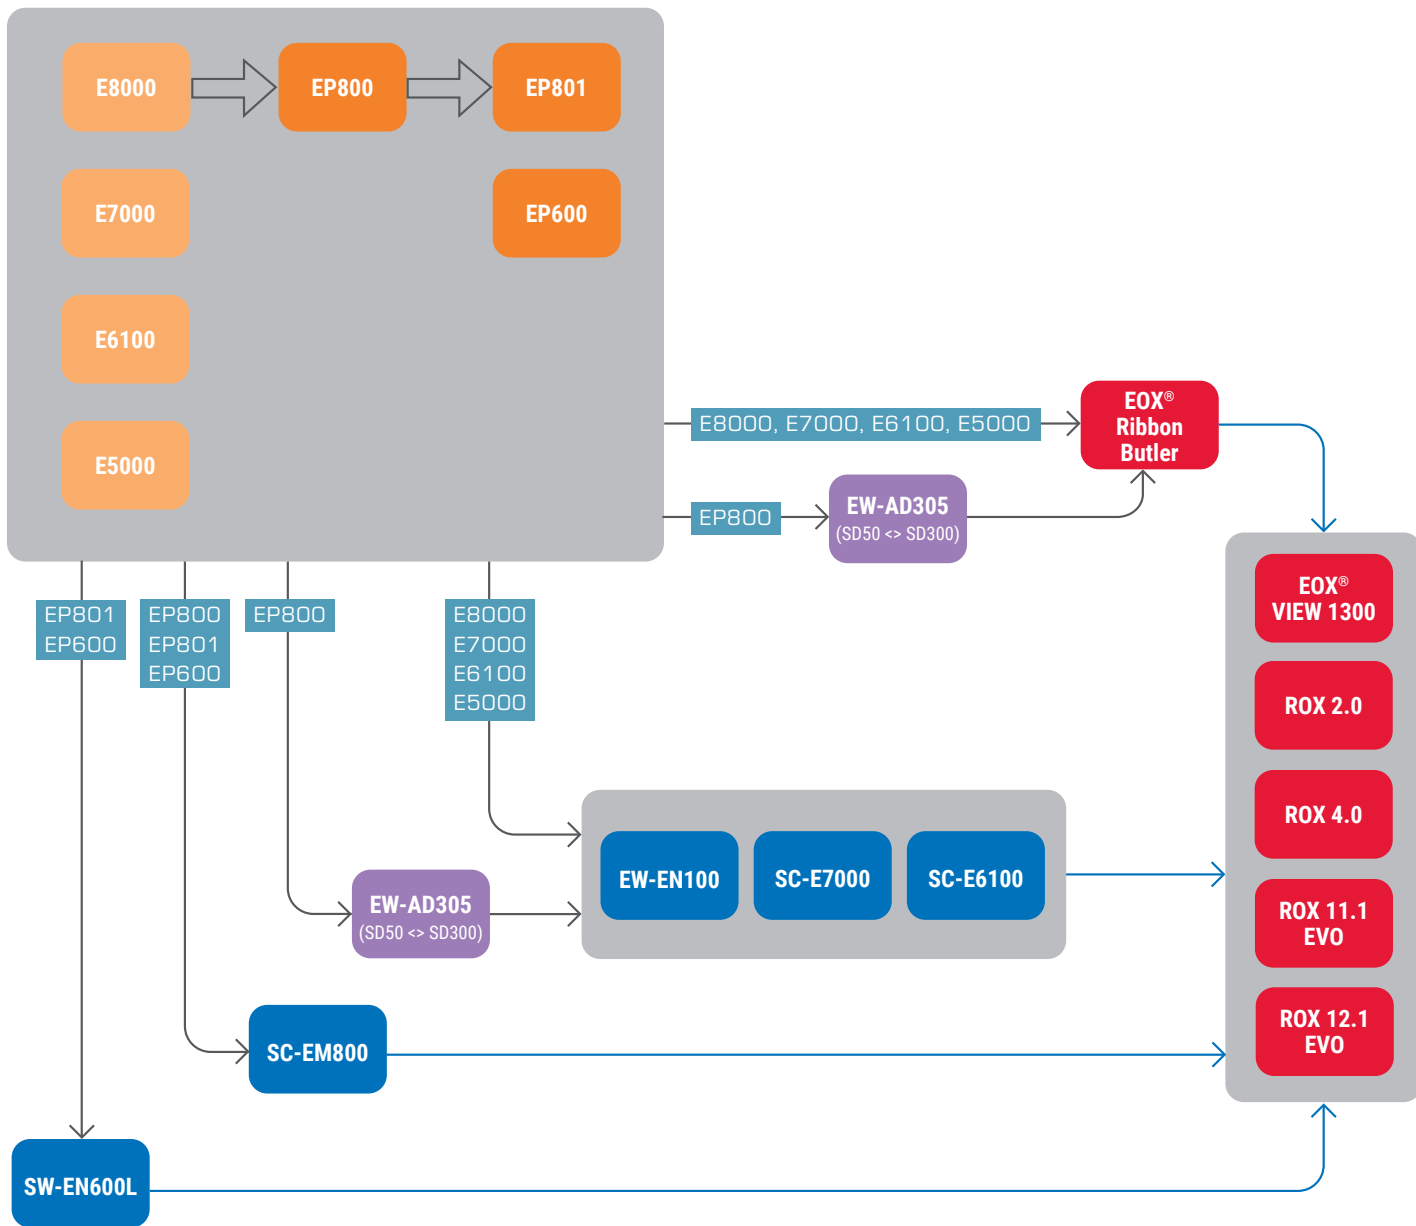 E8000
EP800
EP801
E7000
EP600
E6100
E5000
E8000, E7000, E6100, E5000
EOX®
Ribbon
Butler
EP800
EW-AD305
(SD50 <> SD300)
EP801
EP600
EP800
EP801
EP600
EP800
E8000
E7000
E6100
E5000
EOX®
VIEW 1300
ROX 2.0
ROX 4.0
ROX 11.1
EVO
ROX 12.1
EVO
EW-EN100
SC-E7000
SC-E6100
EW-AD305
(SD50 <> SD300)
SC-EM800
SW-EN600L